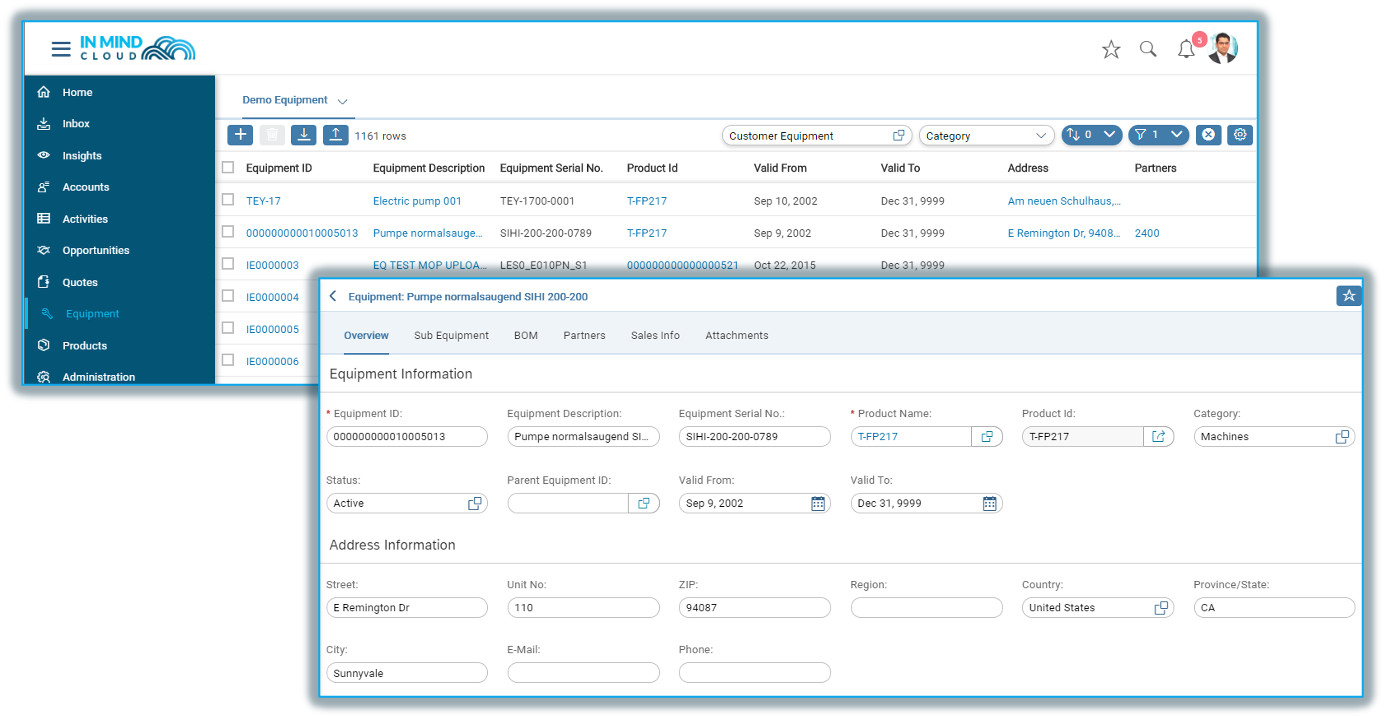 IN MIND
CLOUD
5
Home
Inbox
Insights
Accounts
Activities
Opportunities
Quotes
Equipment
Products
Administration
Demo Equipment
1161 rows
Customer Equipment
Category
0
1
Equipment ID Equipment Description Equipment Serial No. Product Id Valid From Valid To Address Partners
TEY-17 Electric pump 001 TEY-1700-0001 T-FP217 Sep 10, 2002 Dec 31, 9999 Am neuen Schulhaus,...
000000000010005013 Pumpe normalsauge... SIHI-200-200-0789 T-FP217 Sep 9, 2002 Dec 31, 9999 E Remington Dr, 9408... 2400
IE0000003 EQ TEST MOP UPLOA... LES0_E010PN_S1 000000000000000521 Oct 22, 2015 Dec 31, 9999
IE0000004
IE0000005
IE0000006
Equipment: Pumpe normalsaugend SIHI 200-200
Overview Sub Equipment BOM Partners Sales Info Attachments
Equipment Information
* Equipment ID: Equipment Description: Equipment Serial No.: * Product Name: Product Id: Category:
000000000010005013 Pumpe normalsaugend SI... SIHI-200-200-0789 T-FP217 T-FP217 Machines
Status: Parent Equipment ID: Valid From: Valid To:
Active Sep 9, 2002 Dec 31, 9999
Address Information
Street: Unit No: ZIP: Region: Country: Province/State:
E Remington Dr 110 94087 United States CA
City: E-Mail: Phone:
Sunnyvale